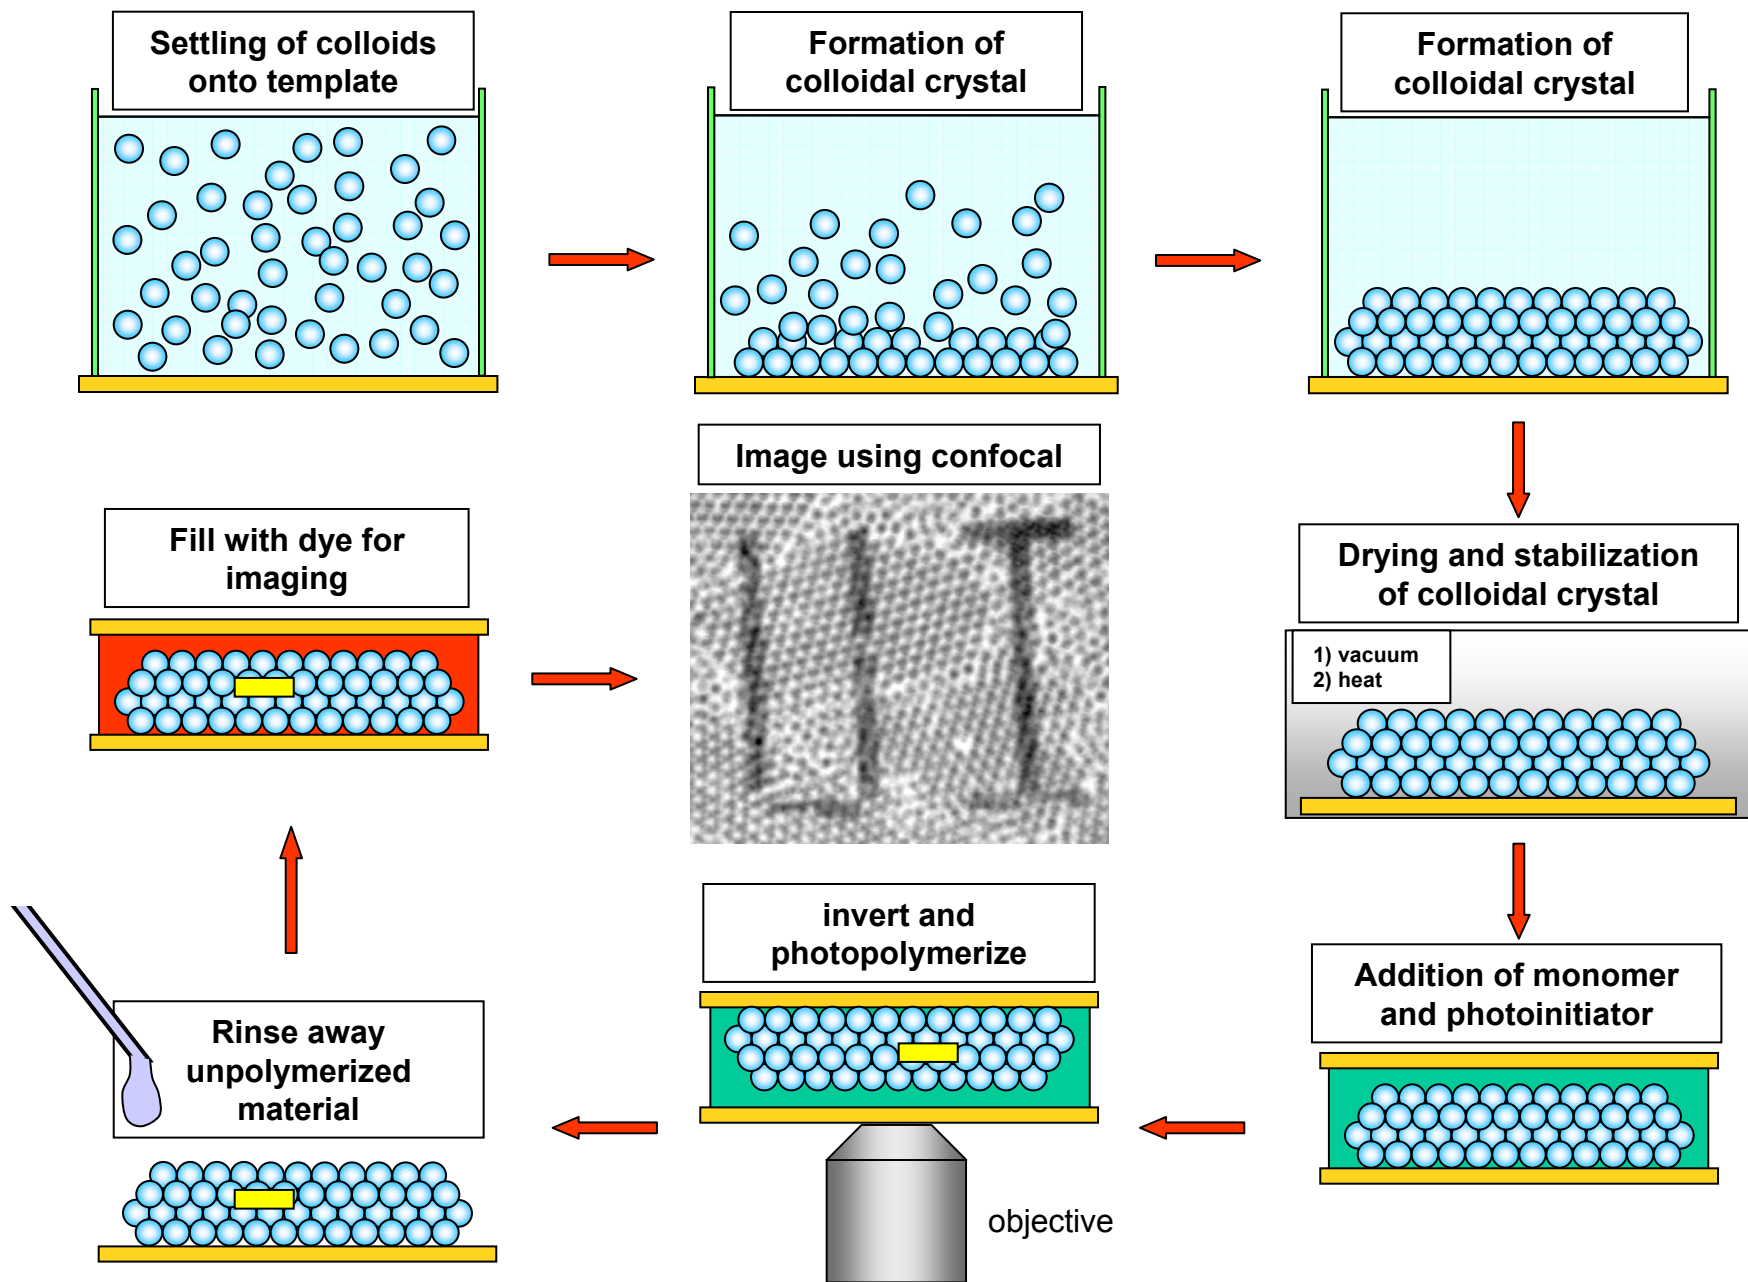 Settling of colloids
onto template
Formation of
colloidal crystal
Formation of
colloidal crystal
Drying and stabilization
of colloidal crystal
1) vacuum
2) heat
Addition of monomer
and photoinitiator
invert and
photopolymerize
objective
Rinse away
unpolymerized
material
Fill with dye for
imaging
Image using confocal